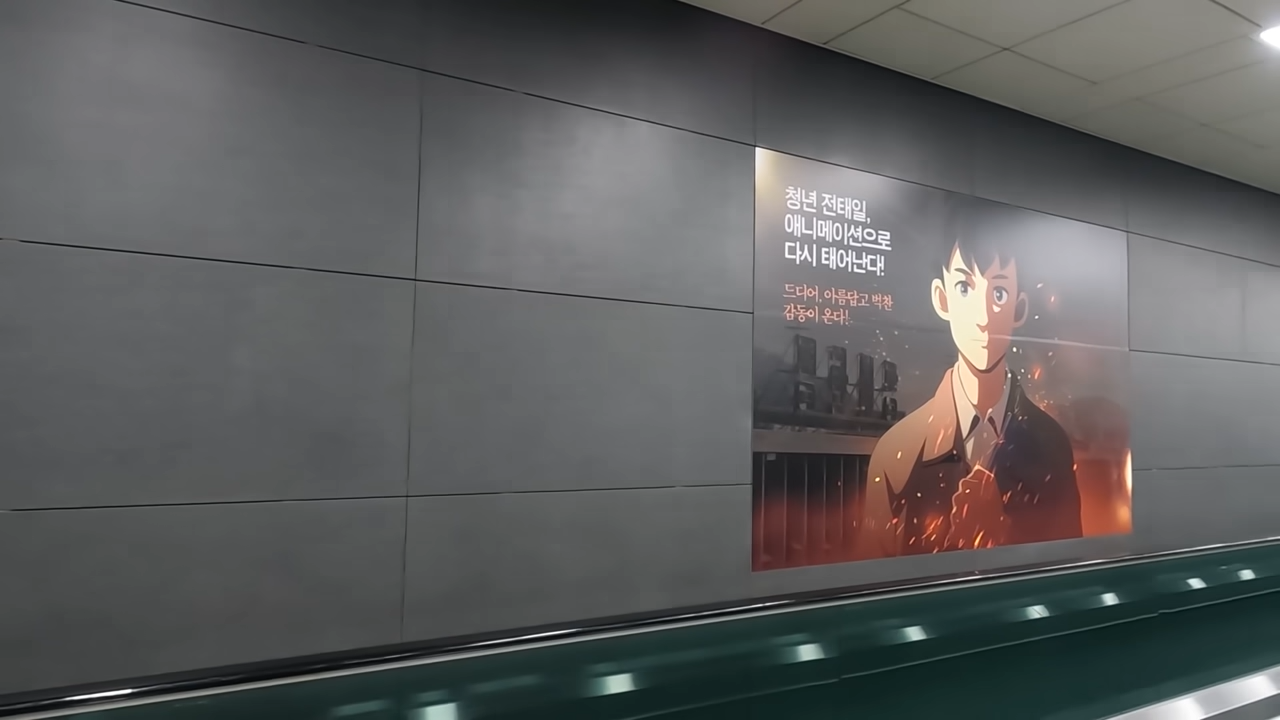 청년 전태일,
애니메이션으로
다시 태어난다!
드디어, 아름답고 벅찬
감동이 온다!